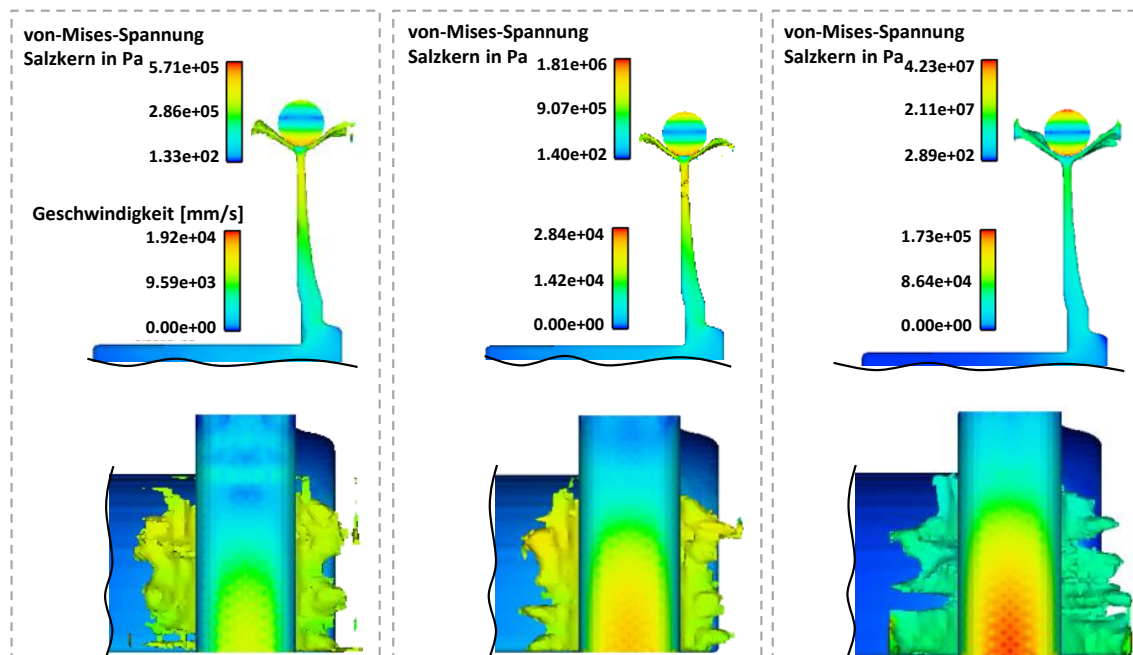 von-Mises-Spannung
Salzkern in Pa
5.71e+05
2.86e+05
1.33e+02
Geschwindigkeit [mm/s]
1.92e+04
9.59e+03
0.00e+00
von-Mises-Spannung
Salzkern in Pa
1.81e+06
9.07e+05
1.40e+02
2.84e+04
1.42e+04
0.00e+00
von-Mises-Spannung
Salzkern in Pa
4.23e+07
2.11e+07
2.89e+02
1.73e+05
8.64e+04
0.00e+00